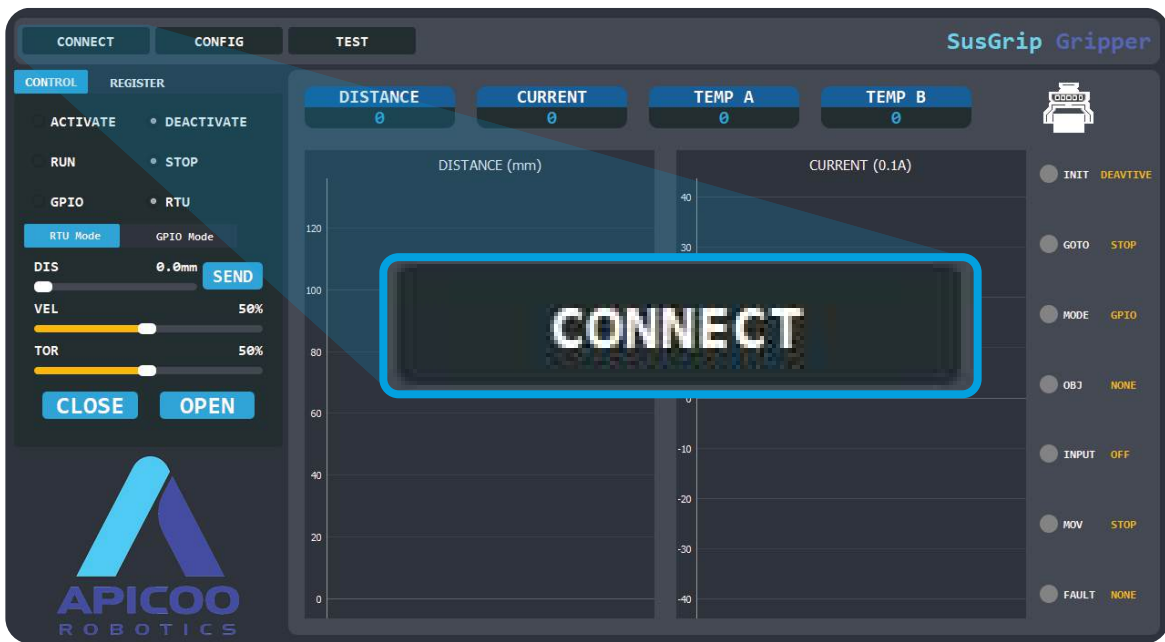 CONNECT CONFIG TEST SusGrip Gripper
CONTROL REGISTER
ACTIVATE DEACTIVATE
RUN STOP
GPIO RTU
RTU Mode GPIO Mode
DIS 0.0mm SEND
VEL 50%
TOR 50%
CLOSE OPEN
APICOO
ROBOTICS
DISTANCE CURRENT TEMP A TEMP B
0 0 0 0
DISTANCE (mm)
120
100
80
60
40
20
0
CURRENT (0.1A)
40
30
0
-10
-20
-30
-40
CONNECT
INIT DEAVTIVE
GOTO STOP
MODE GPIO
OBJ NONE
INPUT OFF
MOV STOP
FAULT NONE